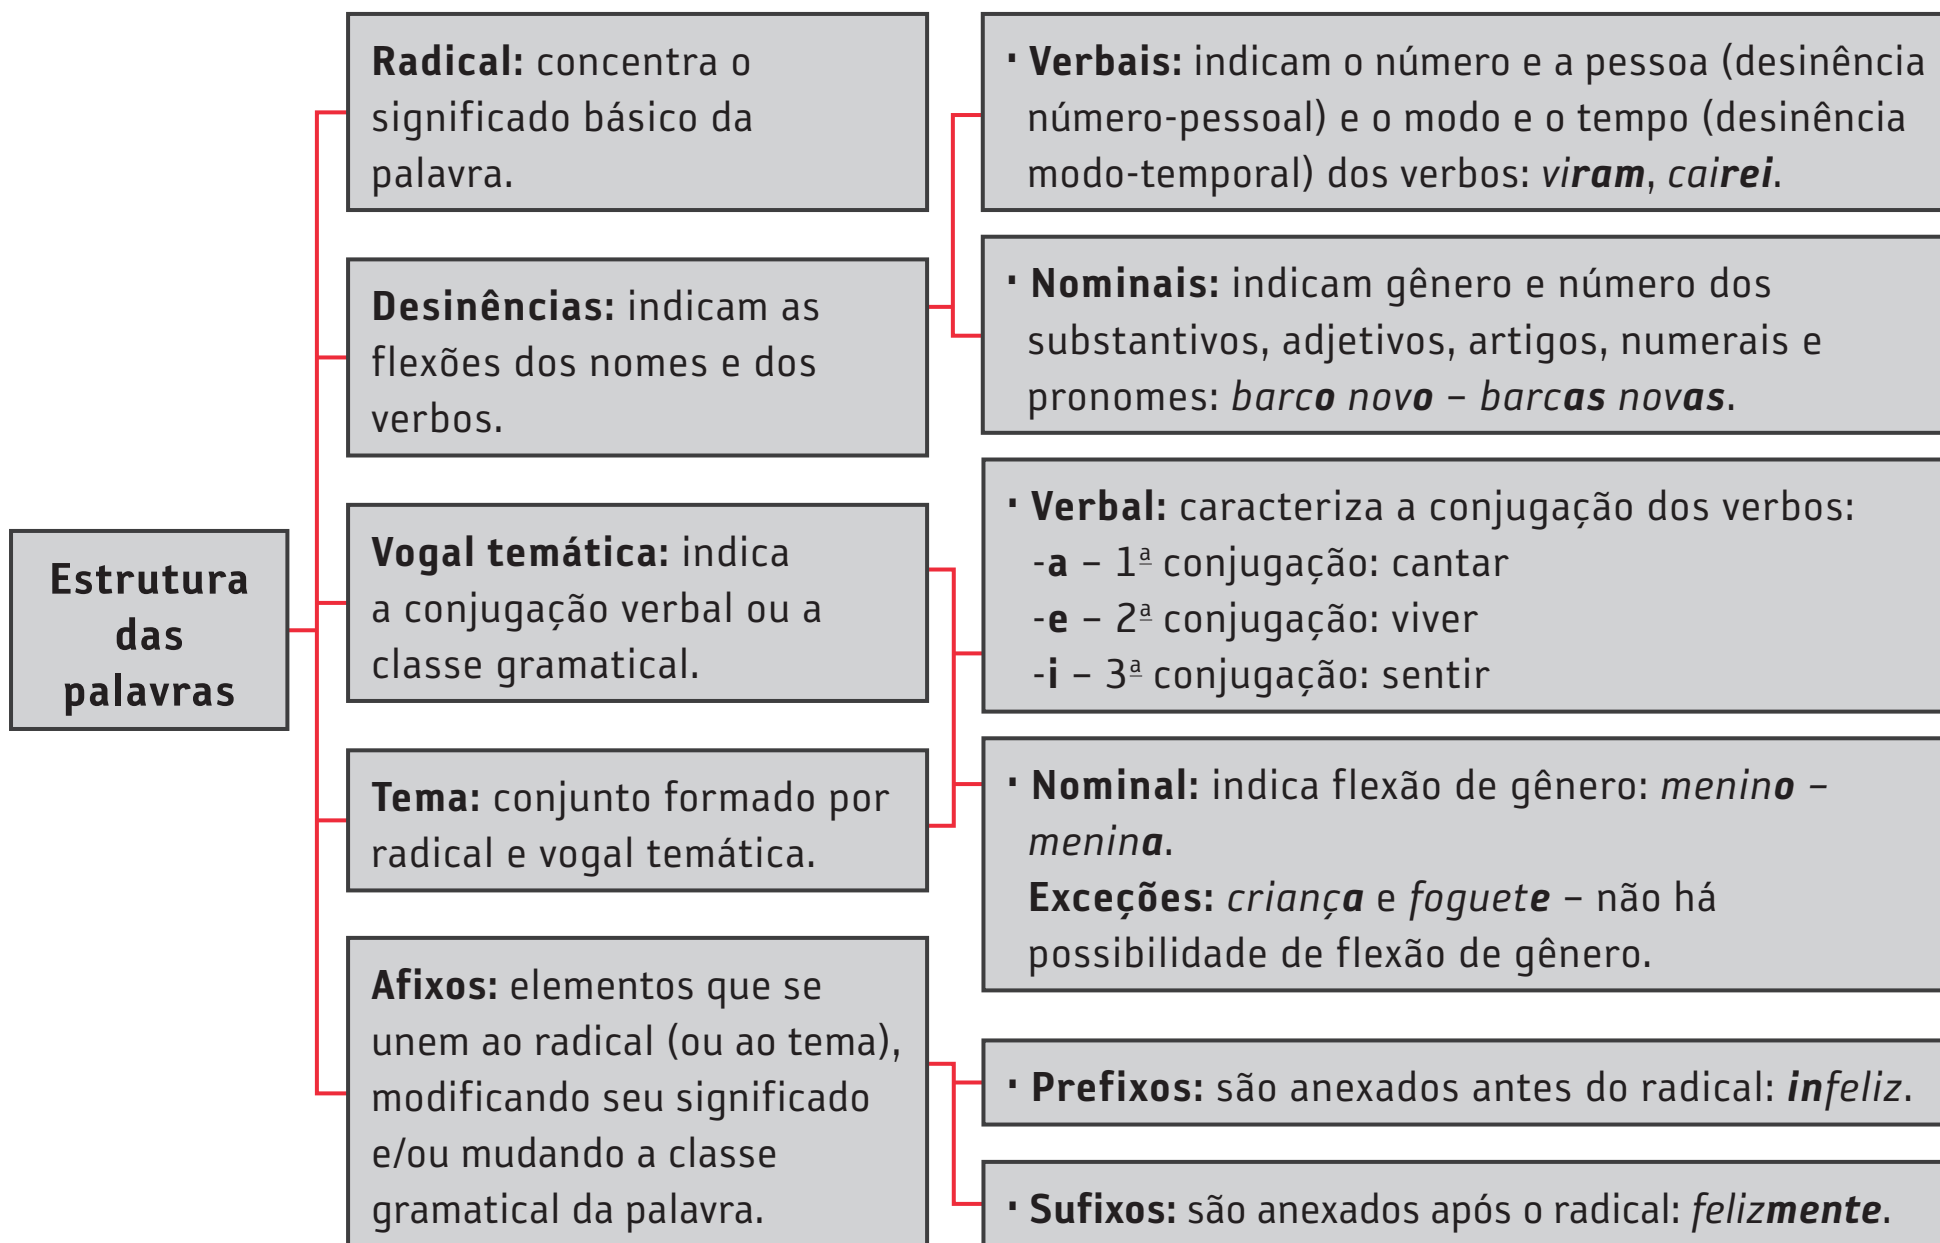 Estrutura
das
palavras
Radical: concentra o
significado básico da
palavra.
Desinências: indicam as
flexões dos nomes e dos
verbos.
· Verbais: indicam o número e a pessoa (desinência
número-pessoal) e o modo e o tempo (desinência
modo-temporal) dos verbos: viram, cairei.
· Nominais: indicam gênero e número dos
substantivos, adjetivos, artigos, numerais e
pronomes: barco novo – barcas novas.
Vogal temática: indica
a conjugação verbal ou a
classe gramatical.
Tema: conjunto formado por
radical e vogal temática.
· Verbal: caracteriza a conjugação dos verbos:
-a – 1ª conjugação: cantar
-e – 2ª conjugação: viver
-i – 3ª conjugação: sentir
· Nominal: indica flexão de gênero: menino –
menina.
Exceções: criança e foguete – não há
possibilidade de flexão de gênero.
Afixos: elementos que se
unem ao radical (ou ao tema),
modificando seu significado
e/ou mudando a classe
gramatical da palavra.
· Prefixos: são anexados antes do radical: infeliz.
· Sufixos: são anexados após o radical: felizmente.